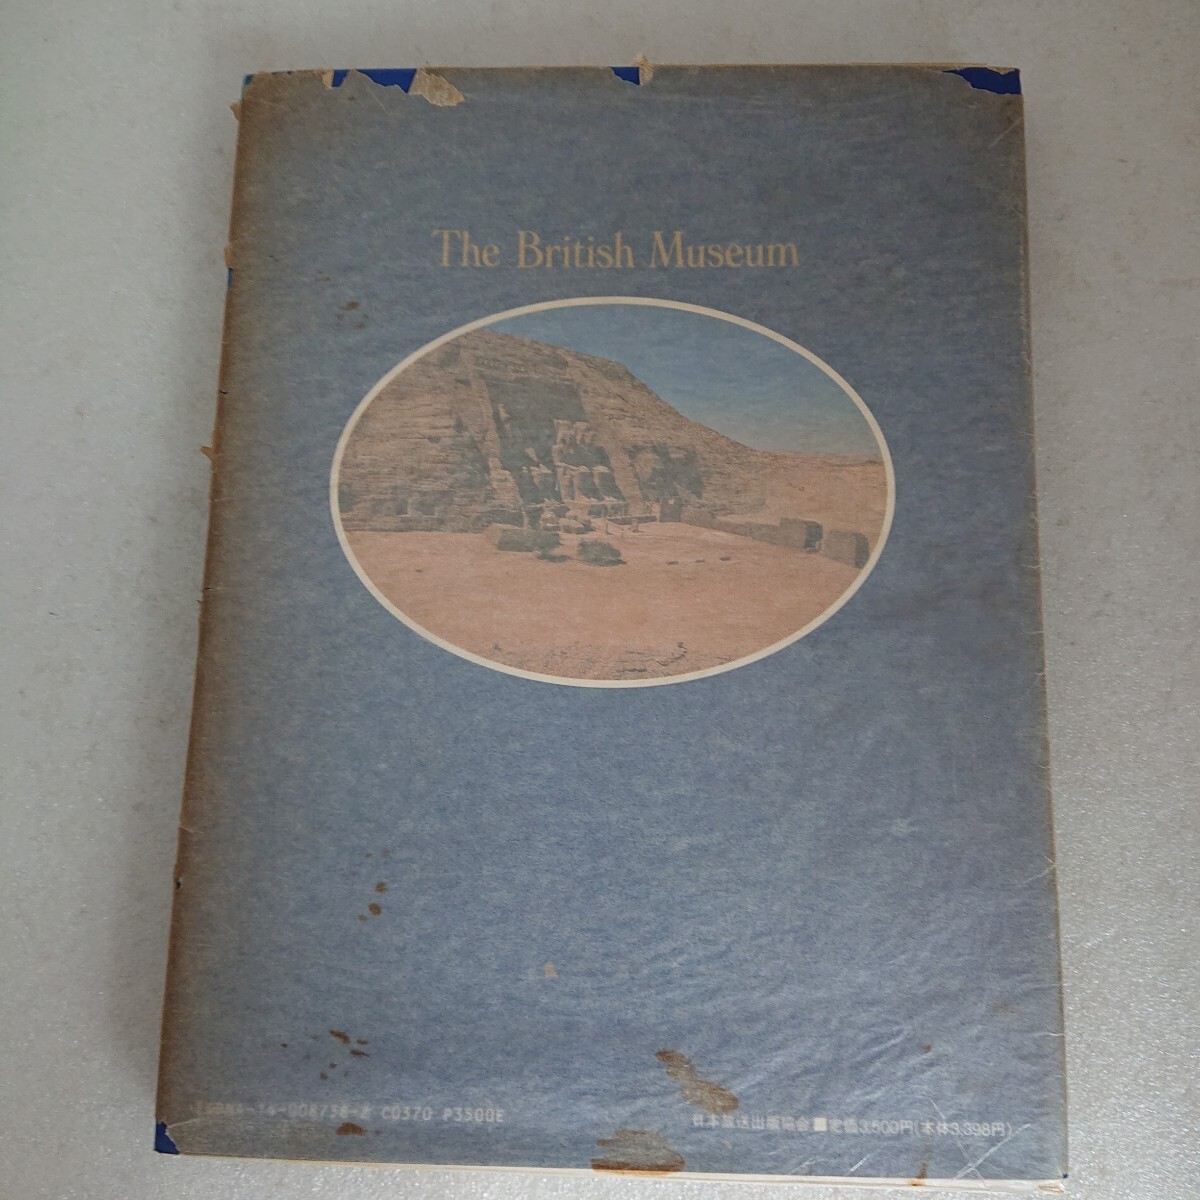 The British Museum
ISBN4-14-008738-2 C0370 P3500E
日本放送出版協会■定価3,500円(本体3,398円)